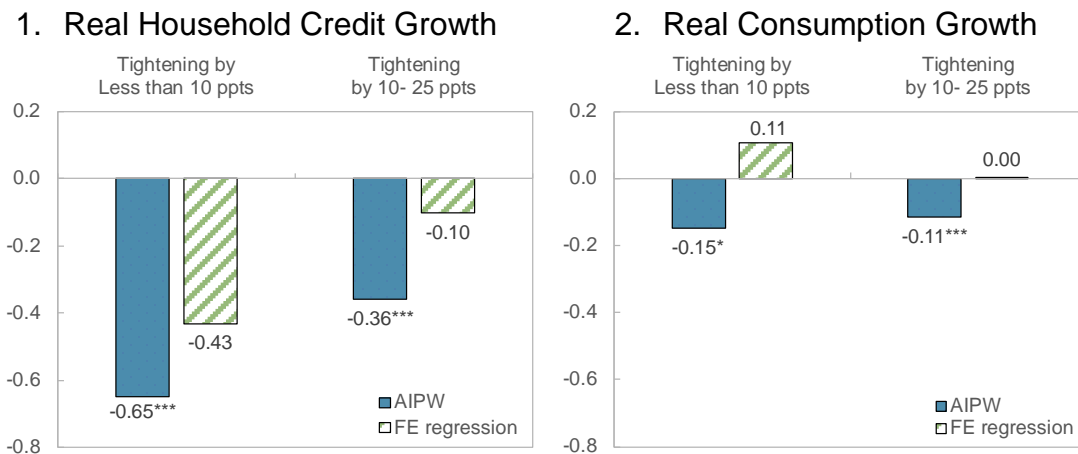 1. Real Household Credit Growth
Tightening by
Less than 10 ppts
Tightening
by 10- 25 ppts
0.2
0.0
-0.2
-0.4
-0.6
-0.8
-0.65***
-0.43
-0.36***
-0.10
AIPW
FE regression
2. Real Consumption Growth
Tightening by
Less than 10 ppts
Tightening
by 10- 25 ppts
0.2
0.0
-0.2
-0.4
-0.6
-0.8
0.11
-0.15*
0.00
-0.11***
AIPW
FE regression